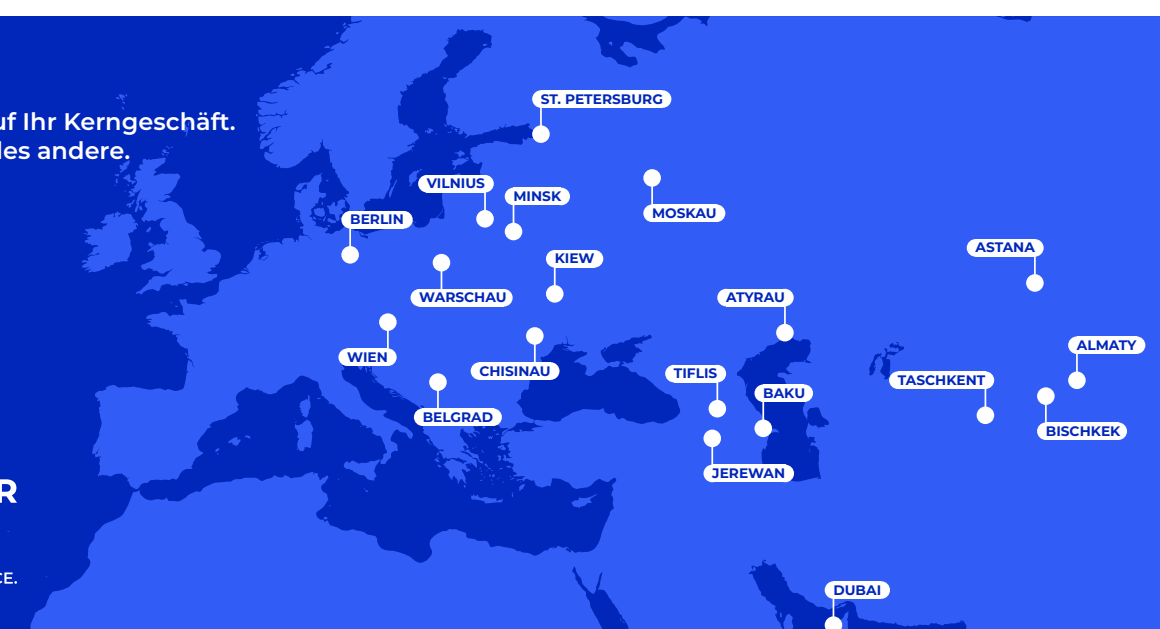 ST. PETERSBURG
uf Ihr Kerngeschäft.
les andere.
VILNIUS
MINSK
MOSKAU
BERLIN
ASTANA
KIEW
WARSCHAU
ATYRAU
ALMATY
WIEN
CHISINAU
TIFLIS
TASCHKENT
BAKU
BELGRAD
BISCHKEK
JEREWAN
R
CE.
DUBAI